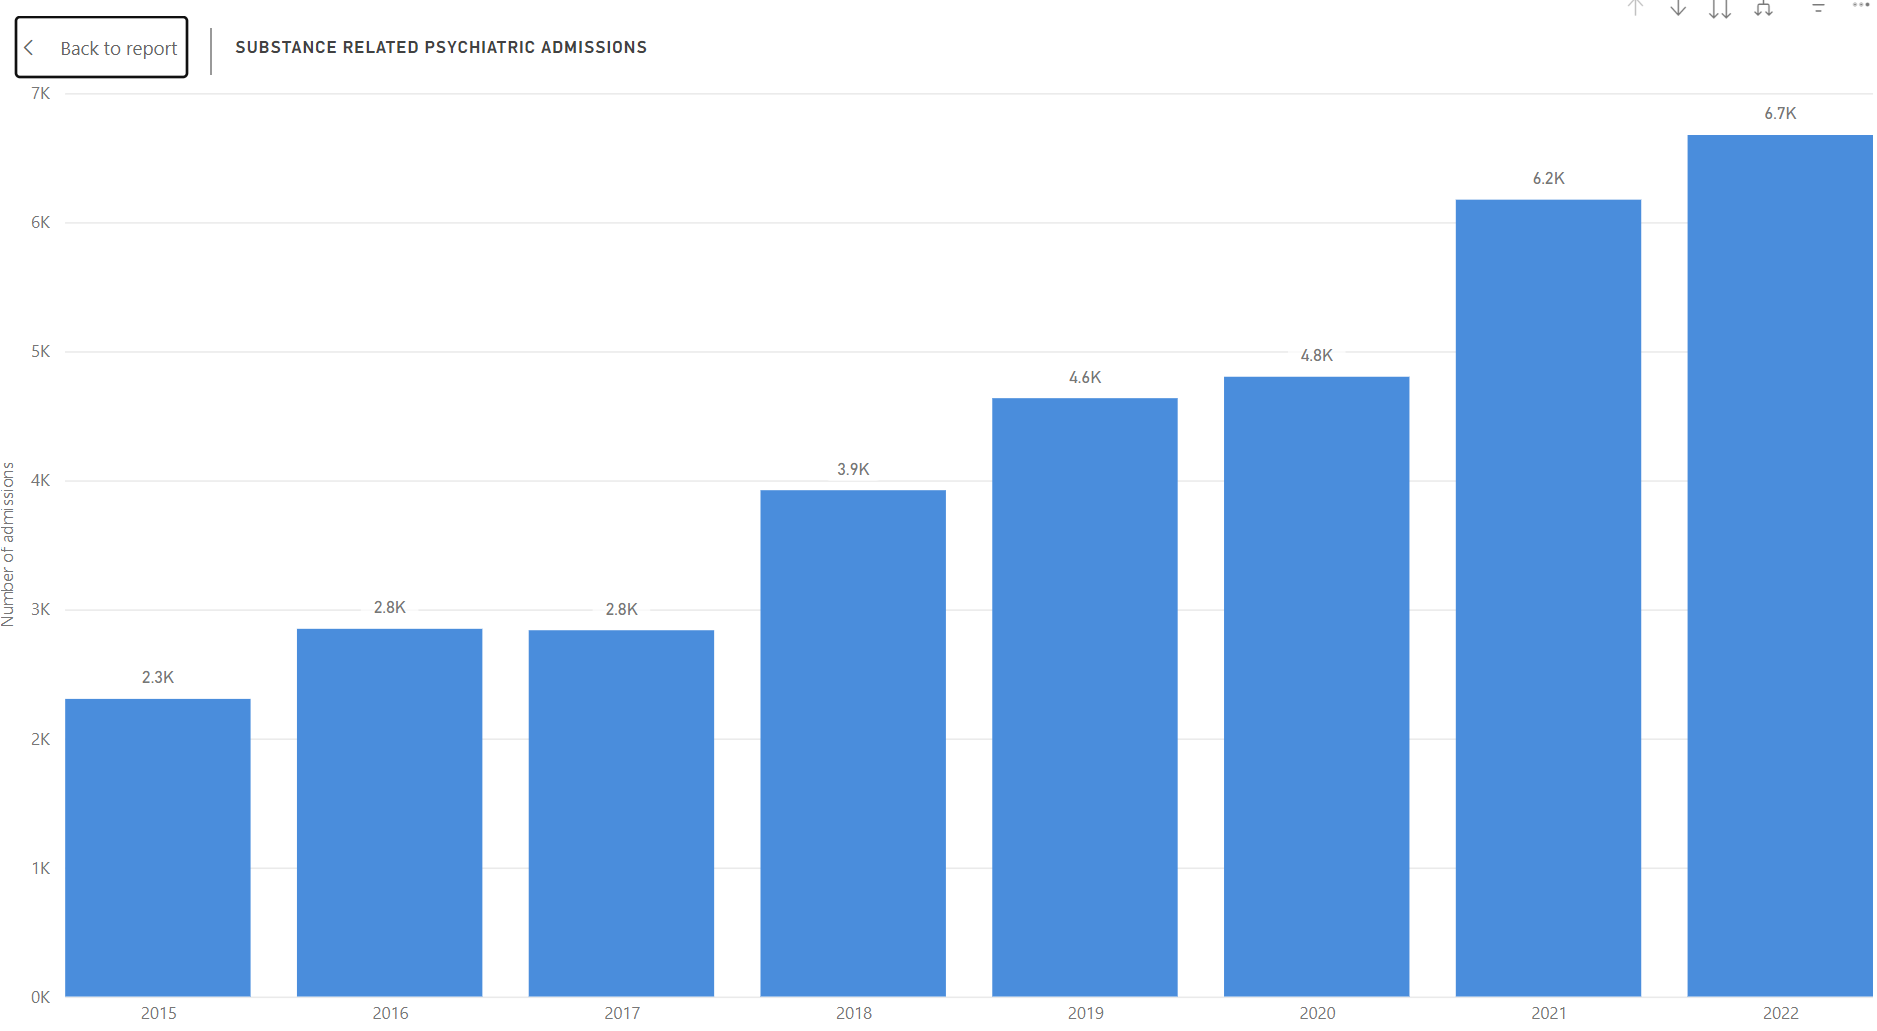 Back to report
SUBSTANCE RELATED PSYCHIATRIC ADMISSIONS
Number of admissions
7K
6K
5K
4K
3K
2K
1K
0K
2.3K
2.8K
2.8K
3.9K
4.6K
4.8K
6.2K
6.7K
2015
2016
2017
2018
2019
2020
2021
2022